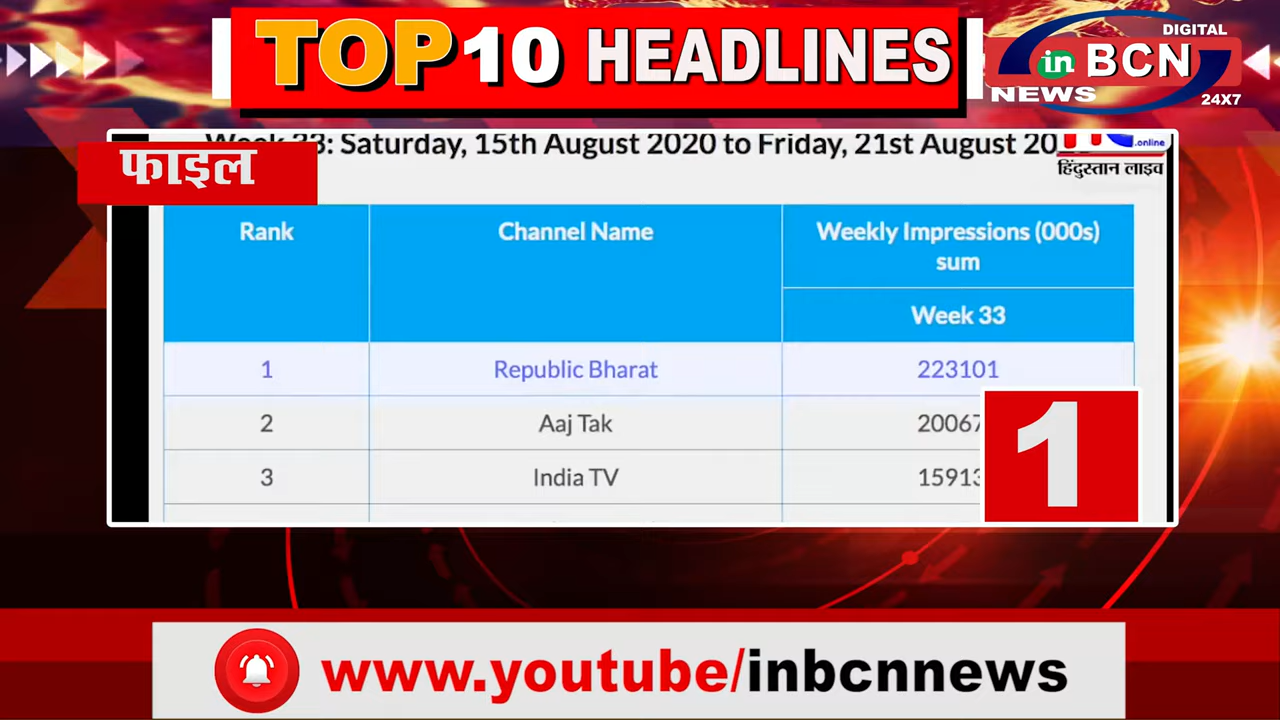 TOP 10 HEADLINES
DIGITAL
in BCN
NEWS
24X7
33: Saturday, 15th August 2020 to Friday, 21st August
.online
हिंदुस्तान लाइव
फाइल
Rank Channel Name Weekly Impressions (000s)
sum
Week 33
1 Republic Bharat 223101
2 Aaj Tak
3 India TV
1
www.youtube/inbcnnews